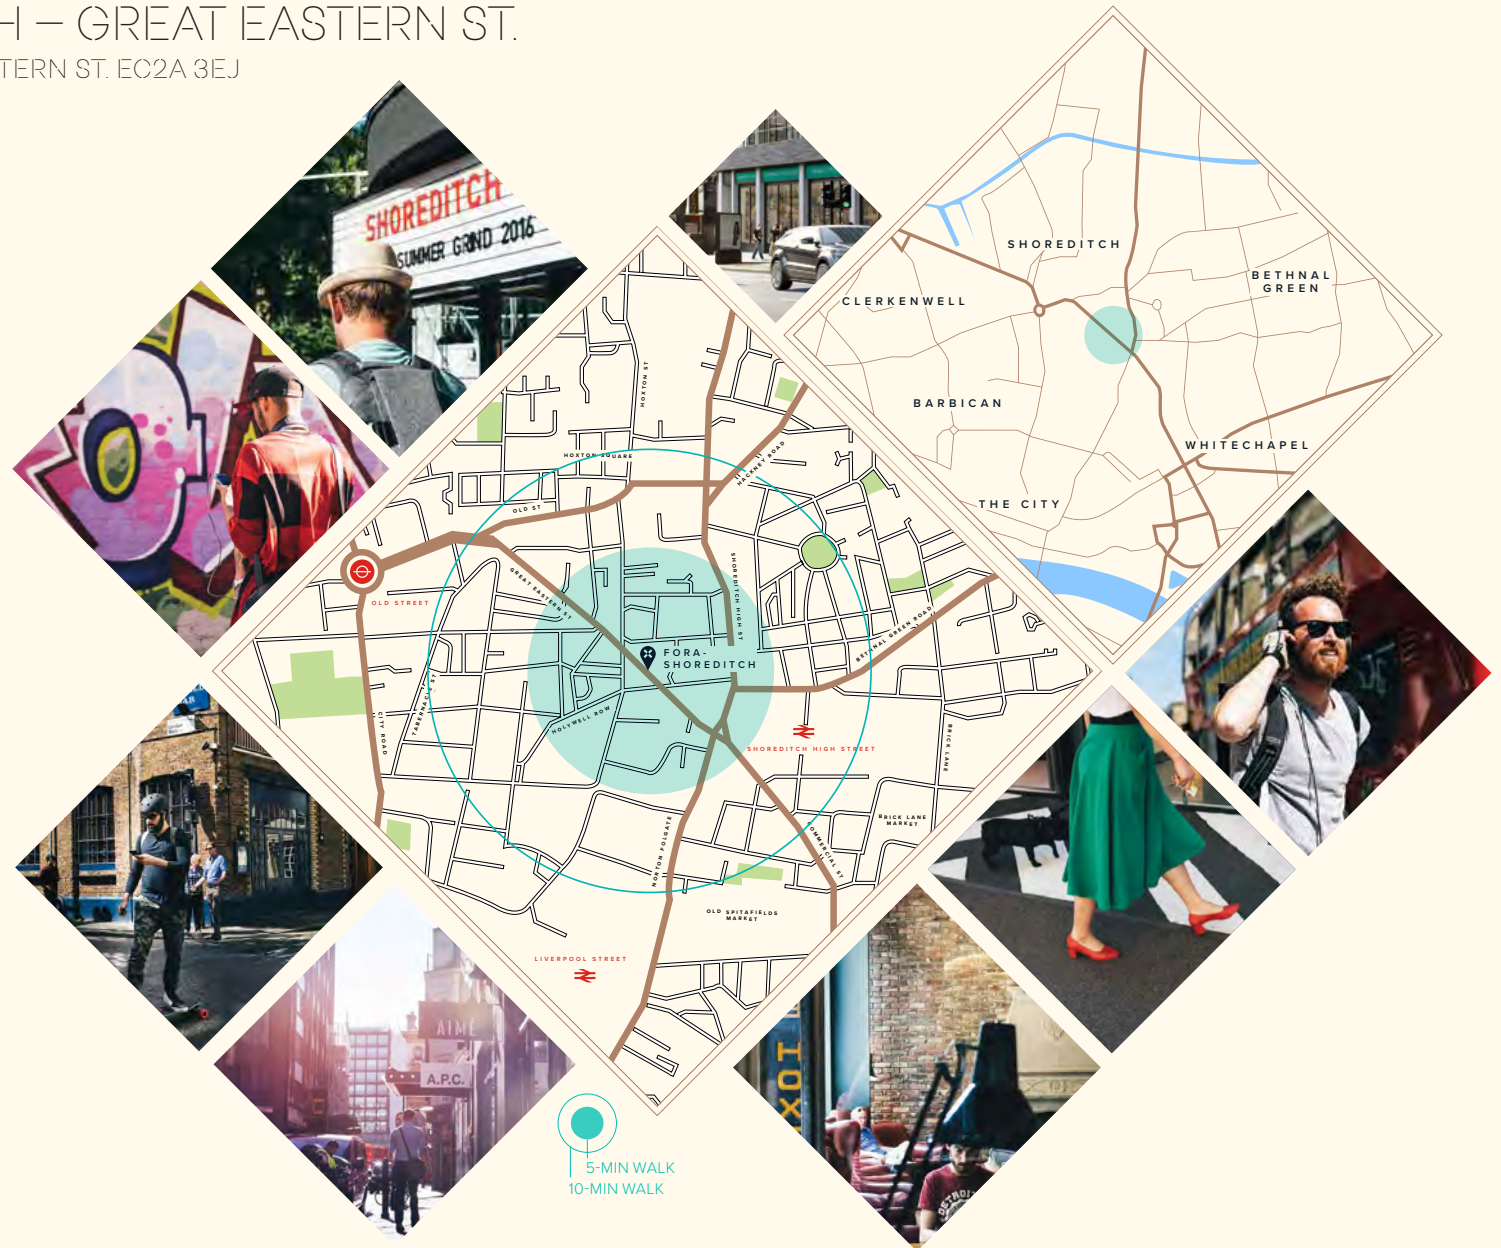 H – GREAT EASTERN ST.
TERN ST. EC2A 3EJ
SHOREDITCH
SUMMER GRIND 2016
SHOREDITCH
BETHNAL
GREEN
CLERKENWELL
BARBICAN
WHITECHAPEL
THE CITY
HOXTON ST
HOXTON SQUARE
HACKNEY ROAD
OLD ST
GREAT EASTERN ST
SHOREDITCH HIGH ST
OLD STREET
BETHNAL GREEN ROAD
FORA-
SHOREDITCH
TABERNACLE ST
CITY ROAD
HOLYWELL ROW
SHOREDITCH HIGH STREET
BRICK LANE
BRICK LANE
MARKET
COMMERCIAL ST
NORTON FOLGATE
OLD SPITAFIELDS
MARKET
LIVERPOOL STREET
AIME
A.P.C.
DETROIT
5-MIN WALK
10-MIN WALK